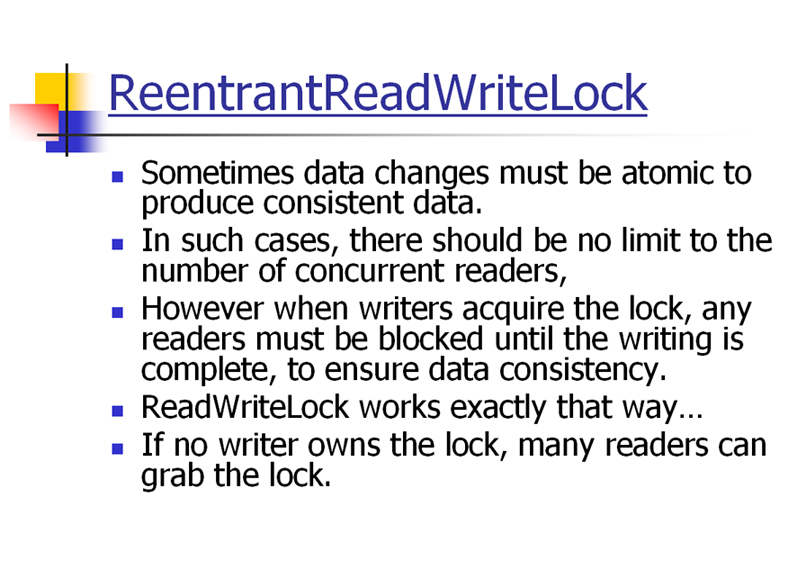 ReentrantReadWriteLock
Sometimes data changes must be atomic to
produce consistent data.
In such cases, there should be no limit to the
number of concurrent readers,
However when writers acquire the lock, any
readers must be blocked until the writing is
complete, to ensure data consistency.
ReadWriteLock works exactly that way…
If no writer owns the lock, many readers can
grab the lock.